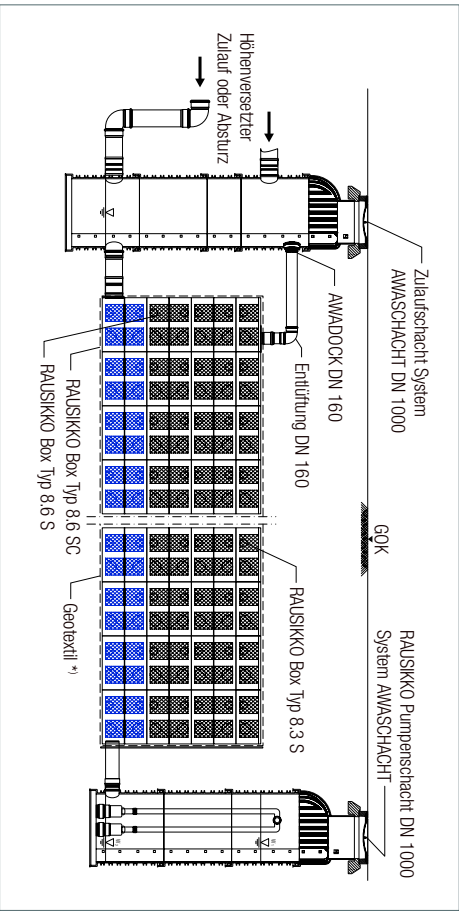 Zulaufschacht System
AWASCHACHT DN 1000
GOK
RAUSIKKO Pumpenschacht DN 1000
System AWASCHACHT
Höhenversetzter
Zulauf oder Absturz
AWADOCK DN 160
Entlüftung DN 160
RAUSIKKO Box Typ 8.3 S
RAUSIKKO Box Typ 8.6 SC
RAUSIKKO Box Typ 8.6 S
Geotextil *)